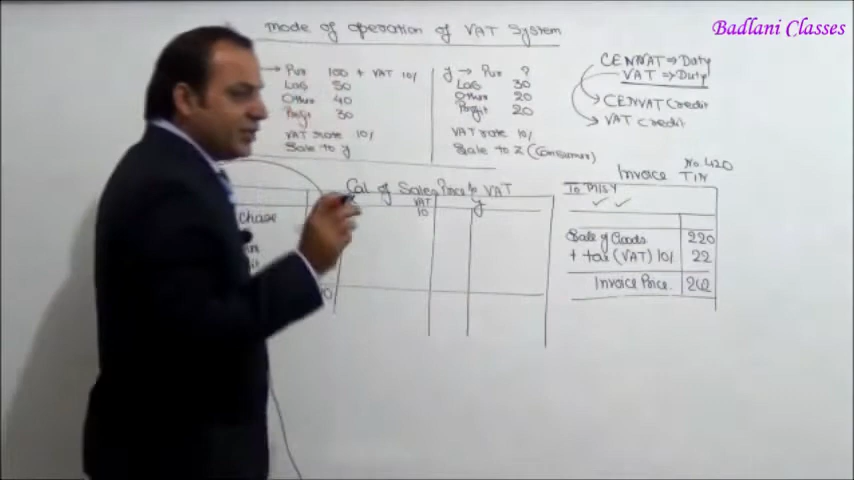 Badlani Classes
mode of operation of VAT System
→ Pur 100 + VAT 10/
Lab 50
Other 40
Profit 30
VAT rate 10/
Sale to y
y → Pur ?
Lab 30
Other 20
Profit 20
VAT rate 10/
Sale to Z (Consumer)
CENVAT ⇒ Duty
VAT ⇒ Duty
CENVAT Credit
VAT Credit
Invoice No. 420
TIN
To M/S Y
Sale of Goods 220
+ tax (VAT) 10/ 22
Invoice Price. 242
Cal of Sales Price & VAT
VAT y
10
chase